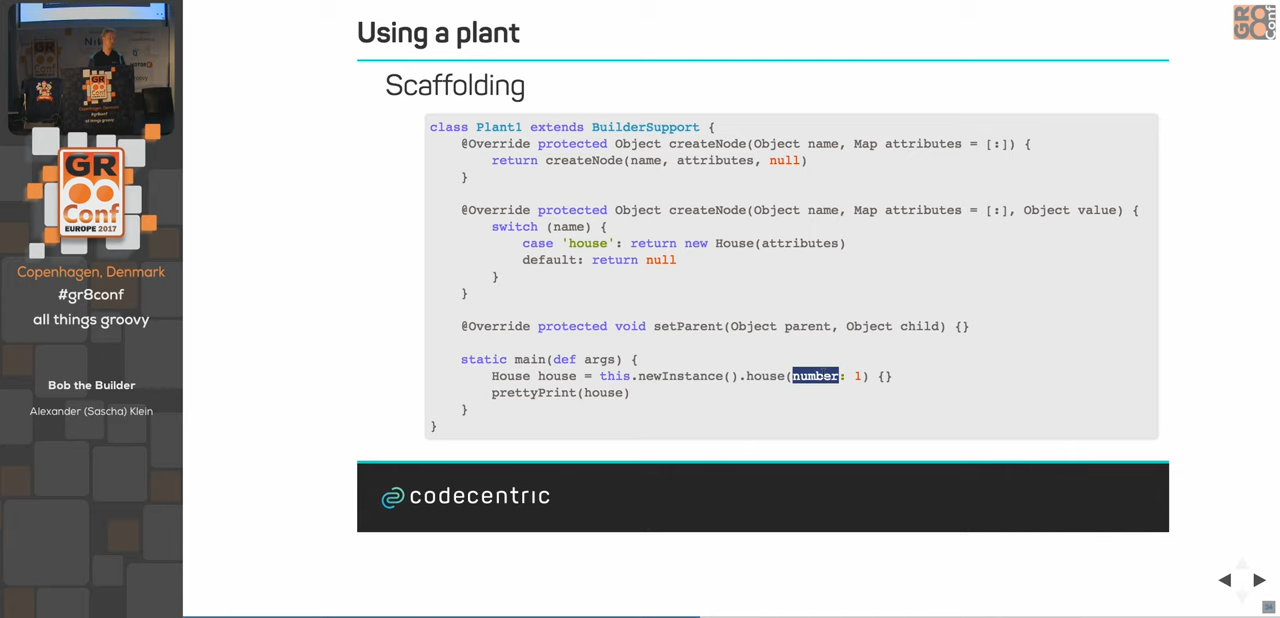 Using a plant
Scaffolding
class Plant1 extends BuilderSupport {
@Override protected Object createNode(Object name, Map attributes = [:]) {
return createNode(name, attributes, null)
}
@Override protected Object createNode(Object name, Map attributes = [:], Object value) {
switch (name) {
case 'house': return new House(attributes)
default: return null
}
}
@Override protected void setParent(Object parent, Object child) {}
static main(def args) {
House house = this.newInstance().house(number: 1) {}
prettyPrint(house)
}
}
codecentric
GR
Conf
EUROPE 2017
Copenhagen, Denmark
#gr8conf
all things groovy
Bob the Builder
Alexander (Sascha) Klein
GR8
Conf
34